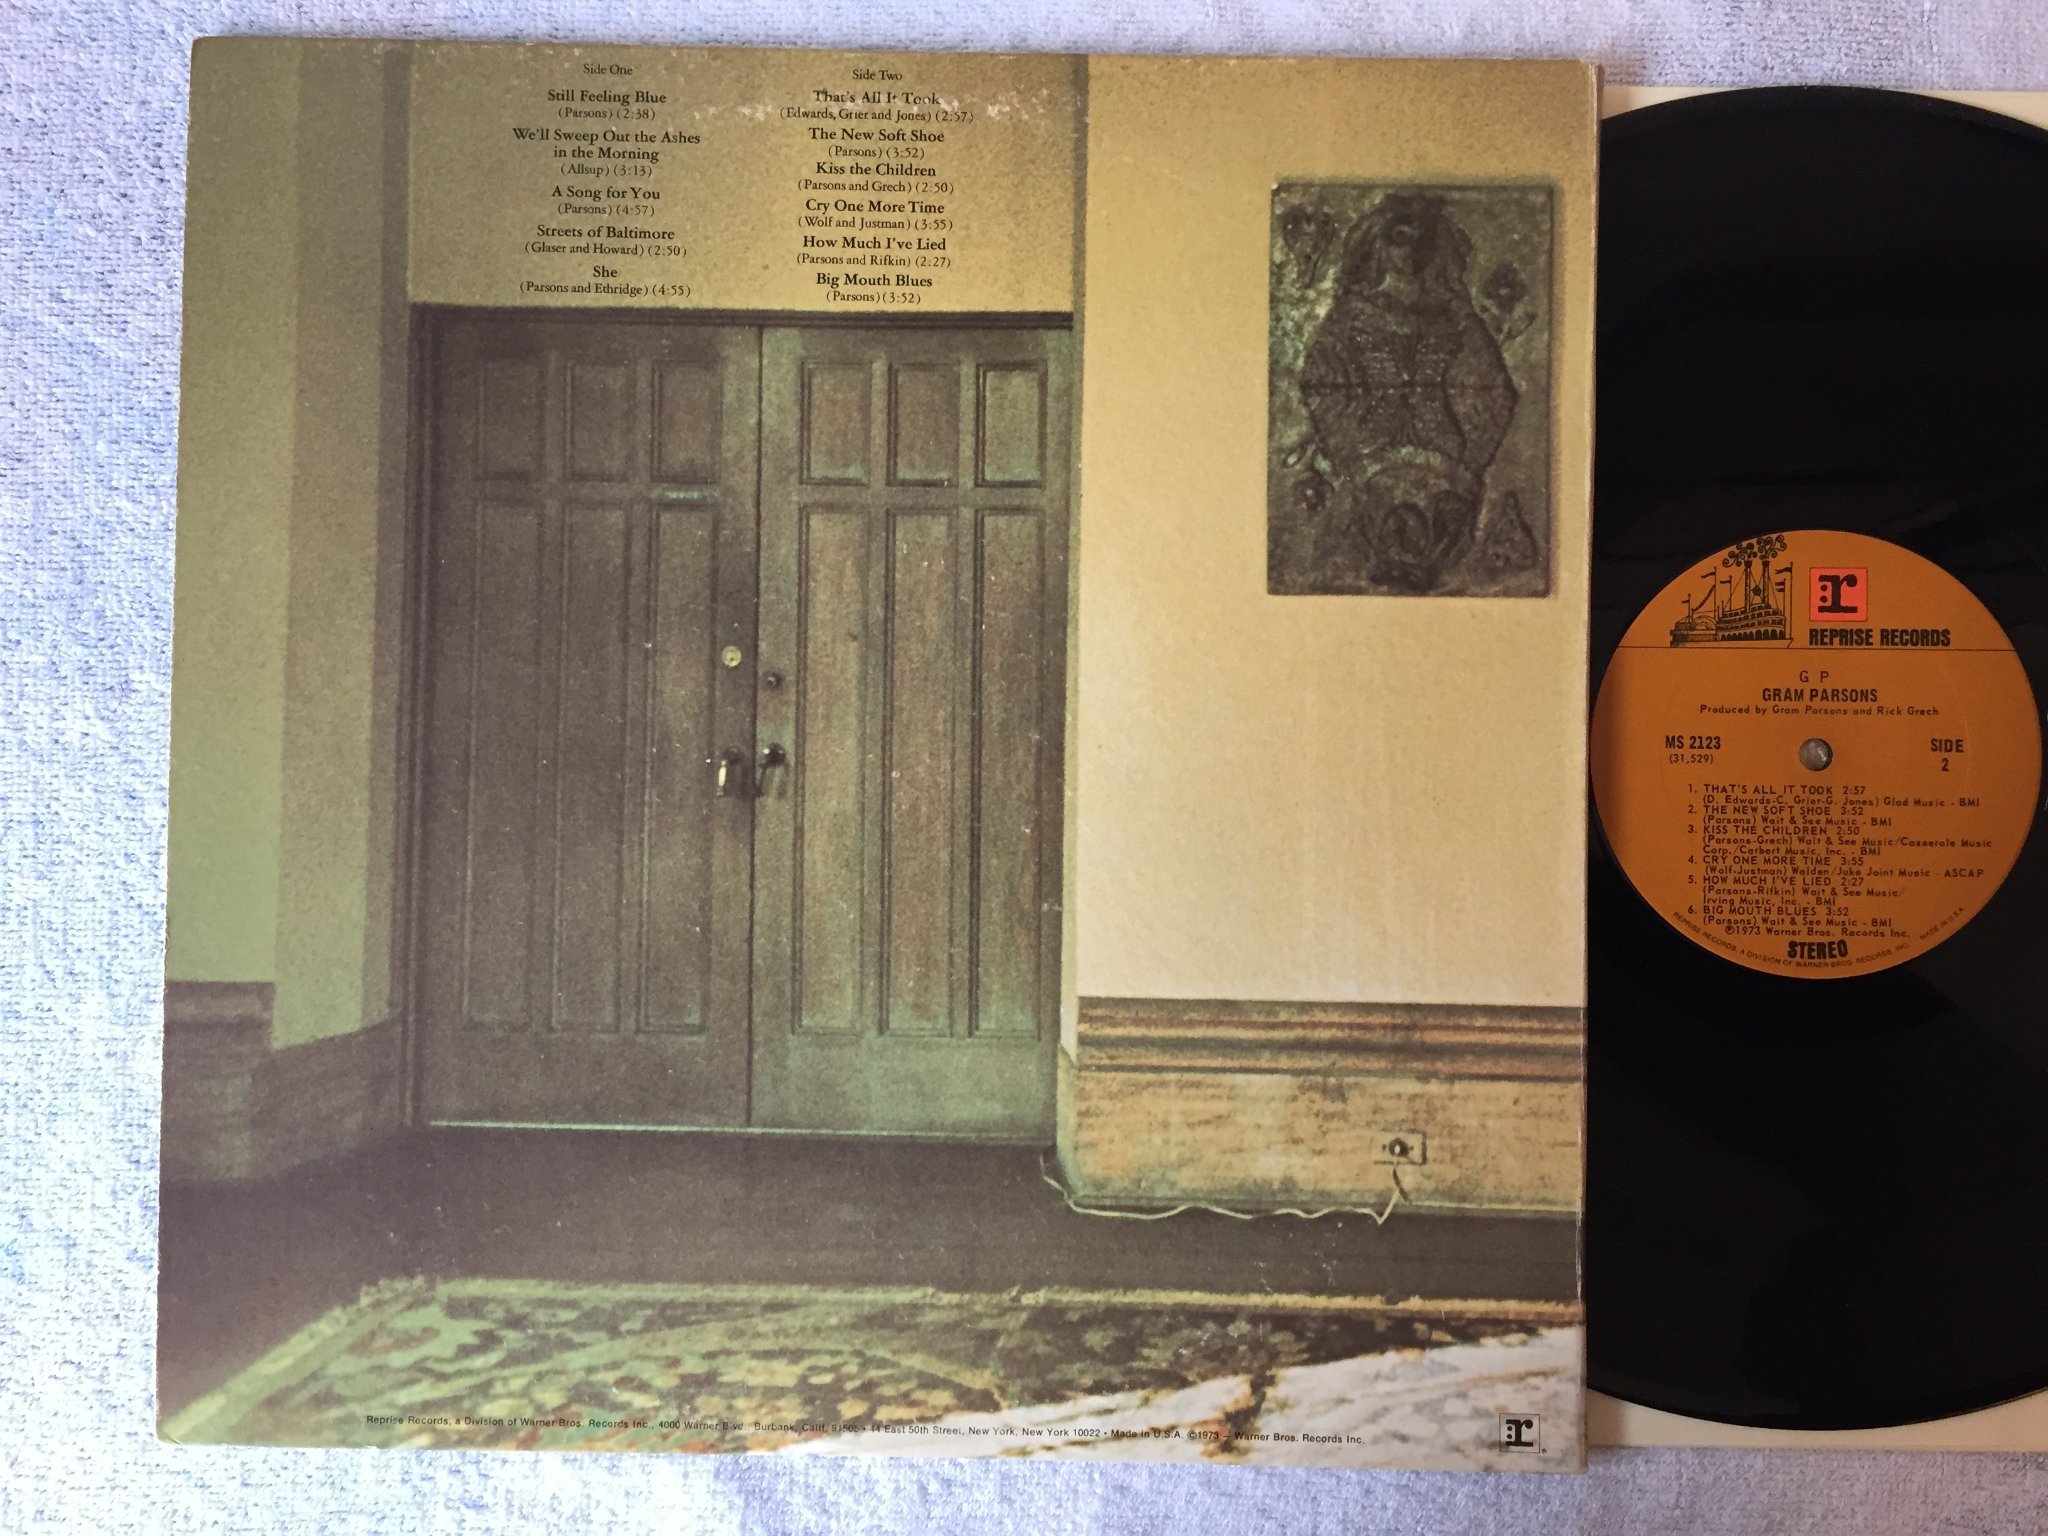 Side One
Still Feeling Blue
(Parsons) (2:38)
We'll Sweep Out the Ashes
in the Morning
(Allsup) (3:13)
A Song for You
(Parsons) (4:57)
Streets of Baltimore
(Glaser and Howard) (2:50)
She
(Parsons and Ethridge) (4:55)
Side Two
That's All It Took
(Edwards, Grier and Jones) (2:57)
The New Soft Shoe
(Parsons) (3:52)
Kiss the Children
(Parsons and Grech) (2:50)
Cry One More Time
(Wolf and Justman) (3:55)
How Much I've Lied
(Parsons and Rifkin) (2:27)
Big Mouth Blues
(Parsons) (3:52)
Reprise Records, a Division of Warner Bros. Records Inc., 4000 Warner Blvd., Burbank, Calif. 91505 • 44 East 50th Street, New York, New York 10022 • Made in U.S.A. ©1973 – Warner Bros. Records Inc.
:r
:r
REPRISE RECORDS
G P
GRAM PARSONS
Produced by Gram Parsons and Rick Grech
MS 2123
(31,529)
SIDE
2
1. THAT'S ALL IT TOOK 2:57
(D. Edwards-C. Grier-G. Jones) Glad Music - BMI
2. THE NEW SOFT SHOE 3:52
(Parsons) Wait & See Music - BMI
3. KISS THE CHILDREN 2:50
(Parsons-Grech) Wait & See Music/Casserole Music
Corp./Carbert Music, Inc. - BMI
4. CRY ONE MORE TIME 3:55
(Wolf-Justman) Walden/Juke Joint Music - ASCAP
5. HOW MUCH I'VE LIED 2:27
(Parsons-Rifkin) Wait & See Music/
Irving Music, Inc. - BMI
6. BIG MOUTH BLUES 3:52
(Parsons) Wait & See Music - BMI
℗1973 Warner Bros. Records Inc.
STEREO
REPRISE RECORDS, A DIVISION OF WARNER BROS. RECORDS, INC. MADE IN U.S.A.